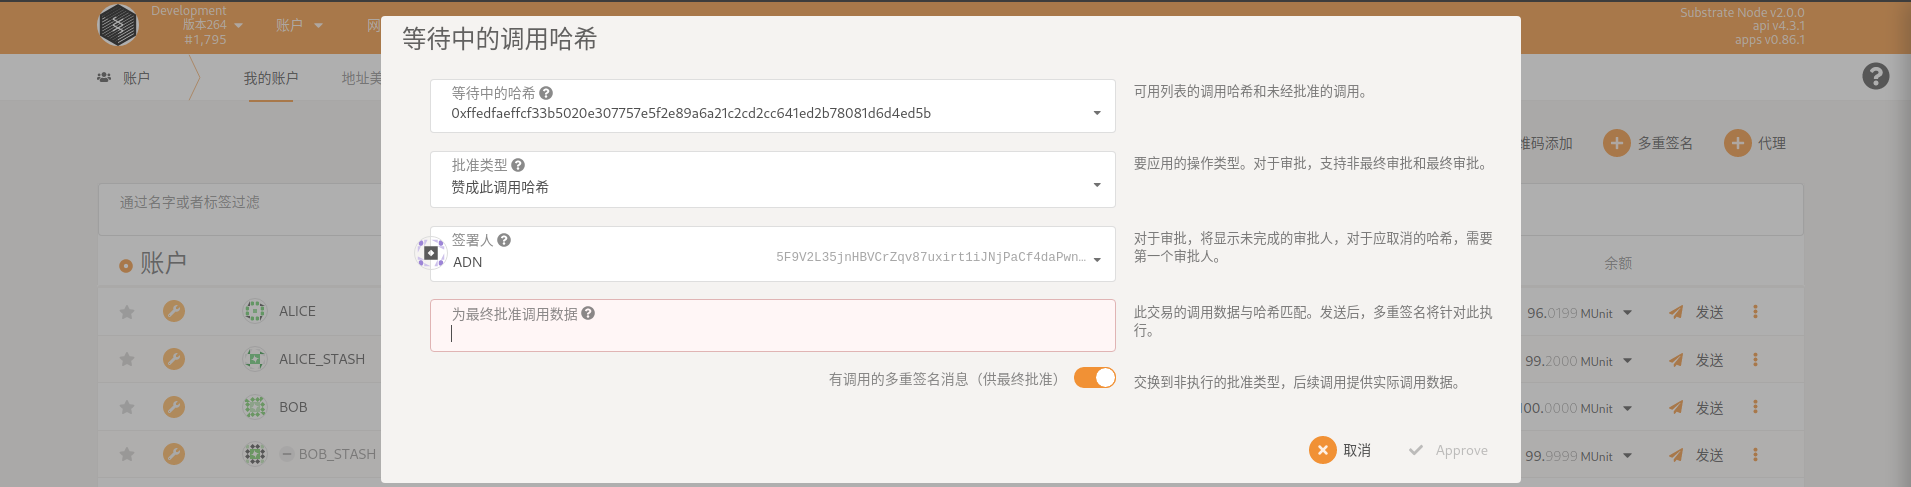 Development
版本264
#1,795
账户
网
Substrate Node v2.0.0
api v4.3.1
apps v0.86.1
账户
我的账户
地址美
等待中的调用哈希
等待中的哈希
0xffedfaeffcf33b5020e307757e5f2e89a6a21c2cd2cc641ed2b78081d6d4ed5b
可用列表的调用哈希和未经批准的调用。
批准类型
赞成此调用哈希
要应用的操作类型。对于审批，支持非最终审批和最终审批。
签署人
ADN
5F9V2L35jnHBVCrZqv87uxirt1iJNjPaCf4daPwn…
对于审批，将显示未完成的审批人，对于应取消的哈希，需要
第一个审批人。
为最终批准调用数据
此交易的调用数据与哈希匹配。发送后，多重签名将针对此执
行。
有调用的多重签名消息（供最终批准）
交换到非执行的批准类型，后续调用提供实际调用数据。
取消
Approve
维码添加
多重签名
代理
通过名字或者标签过滤
账户
余额
ALICE
96.0199 MUnit
发送
ALICE_STASH
99.2000 MUnit
发送
BOB
100.0000 MUnit
发送
BOB_STASH
99.9999 MUnit
发送